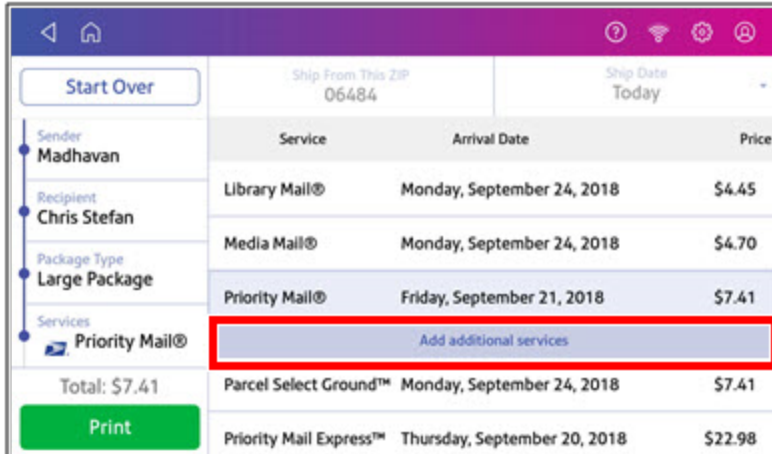 Start Over
Sender
Madhavan
Recipient
Chris Stefan
Package Type
Large Package
Services
Priority Mail®
Total: $7.41
Print
Ship From This ZIP
06484
Ship Date
Today
Service Arrival Date Price
Library Mail® Monday, September 24, 2018 $4.45
Media Mail® Monday, September 24, 2018 $4.70
Priority Mail® Friday, September 21, 2018 $7.41
Add additional services
Parcel Select Ground™ Monday, September 24, 2018 $7.41
Priority Mail Express™ Thursday, September 20, 2018 $22.98